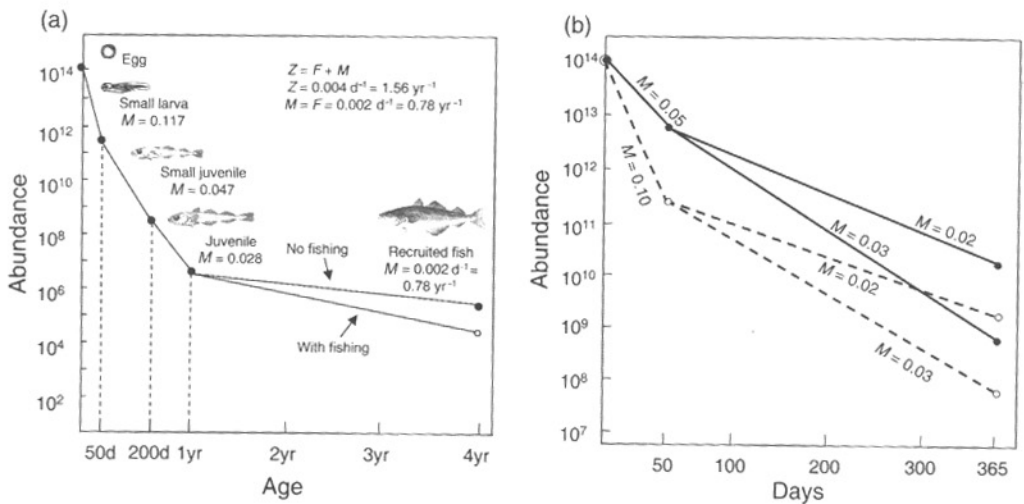 (a)
Egg
Z = F + M
Z = 0.004 d⁻¹ = 1.56 yr⁻¹
M = F = 0.002 d⁻¹ = 0.78 yr⁻¹
Small larva
M = 0.117
Small juvenile
M = 0.047
Juvenile
M = 0.028
No fishing
Recruited fish
M = 0.002 d⁻¹ =
0.78 yr⁻¹
With fishing
Abundance
10¹⁴
10¹²
10¹⁰
10⁸
10⁶
10⁴
10²
50d 200d 1yr 2yr 3yr 4yr
Age
(b)
M = 0.05
M = 0.10
M = 0.02
M = 0.03
M = 0.02
M = 0.03
Abundance
10¹⁴
10¹³
10¹²
10¹¹
10¹⁰
10⁹
10⁸
10⁷
50 100 200 300 365
Days